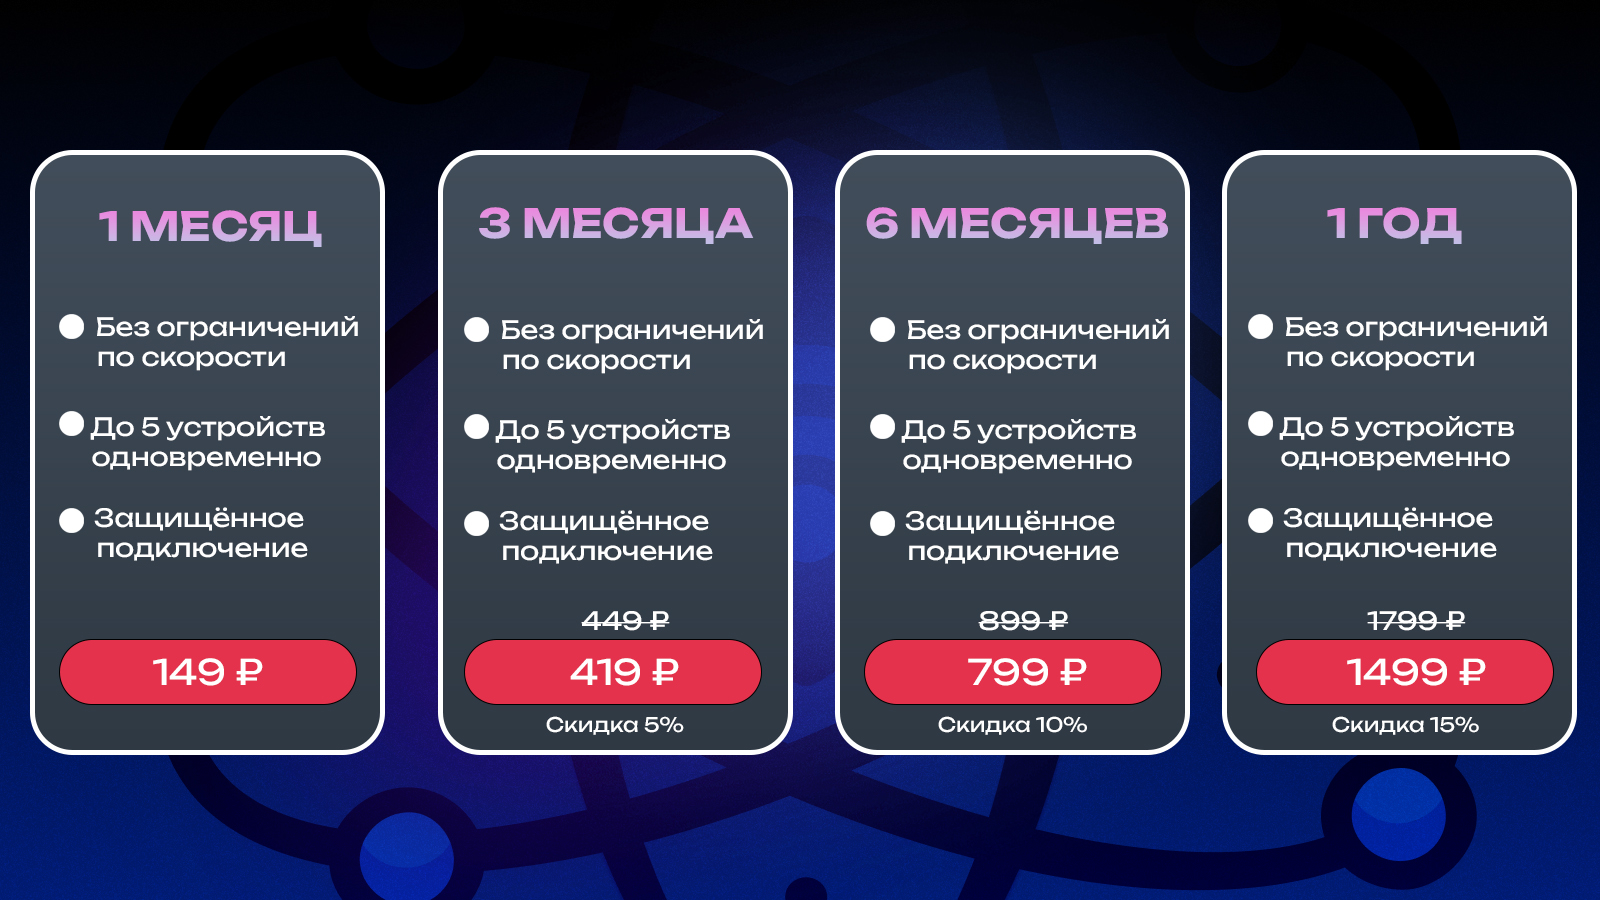 1 МЕСЯЦ
Без ограничений
по скорости
До 5 устройств
одновременно
Защищённое
подключение
149 ₽
3 МЕСЯЦА
Без ограничений
по скорости
До 5 устройств
одновременно
Защищённое
подключение
449 ₽
419 ₽
Скидка 5%
6 МЕСЯЦЕВ
Без ограничений
по скорости
До 5 устройств
одновременно
Защищённое
подключение
899 ₽
799 ₽
Скидка 10%
1 ГОД
Без ограничений
по скорости
До 5 устройств
одновременно
Защищённое
подключение
1799 ₽
1499 ₽
Скидка 15%